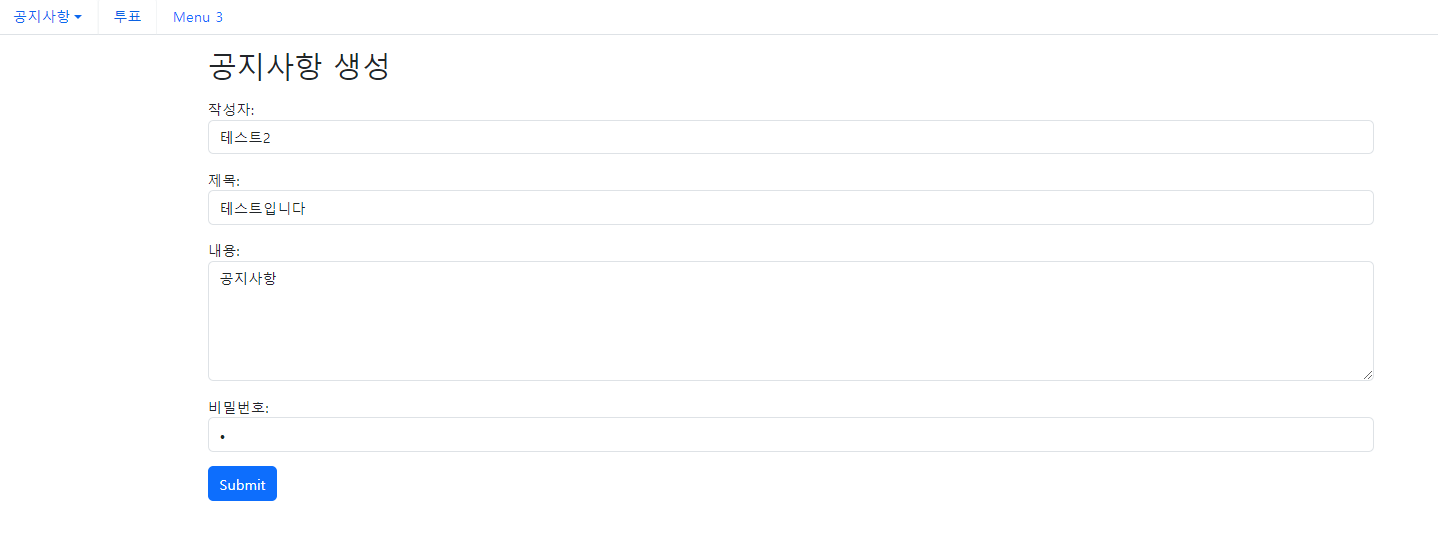 공지사항 투표 Menu 3
공지사항 생성
작성자:
테스트2
제목:
테스트입니다
내용:
공지사항
비밀번호:
•
Submit